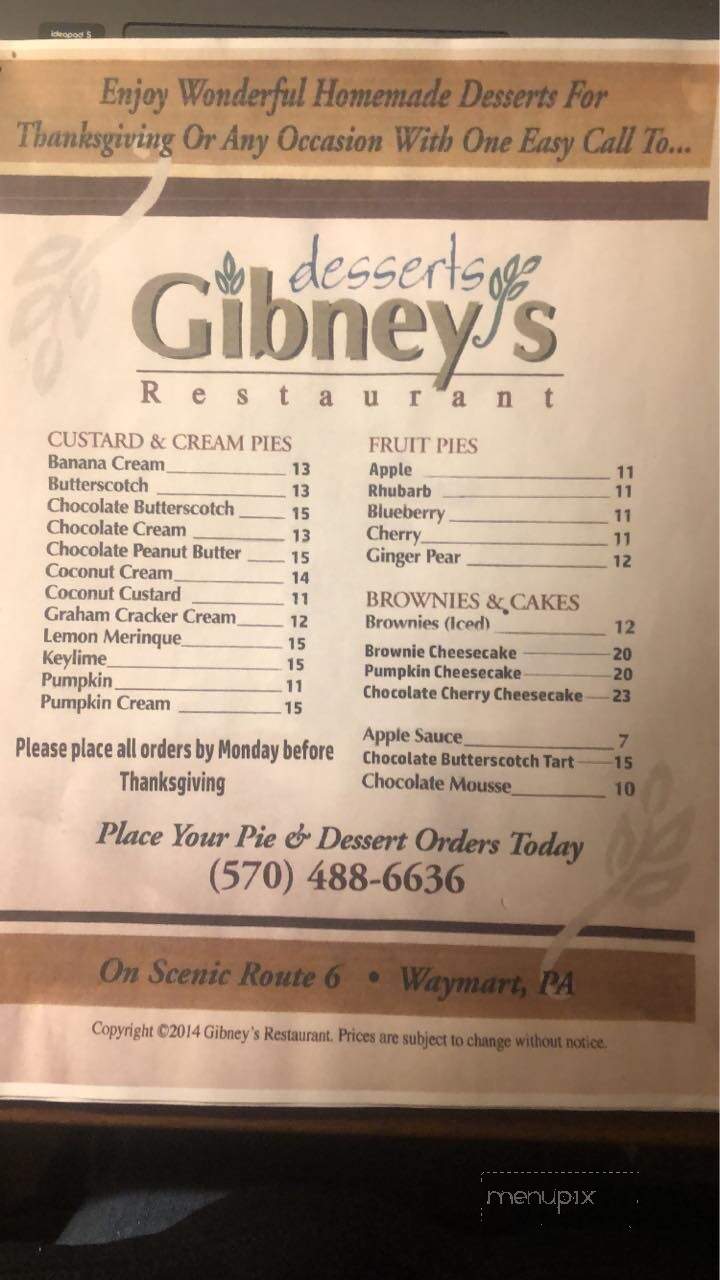 ideapad S
Enjoy Wonderful Homemade Desserts For
Thanksgiving Or Any Occasion With One Easy Call To...
desserts
Gibney's
Restaurant
CUSTARD & CREAM PIES
Banana Cream 13
Butterscotch 13
Chocolate Butterscotch 15
Chocolate Cream 13
Chocolate Peanut Butter 15
Coconut Cream 14
Coconut Custard 11
Graham Cracker Cream 12
Lemon Merinque 15
Keylime 15
Pumpkin 11
Pumpkin Cream 15
Please place all orders by Monday before
Thanksgiving
FRUIT PIES
Apple 11
Rhubarb 11
Blueberry 11
Cherry 11
Ginger Pear 12
BROWNIES & CAKES
Brownies (Iced) 12
Brownie Cheesecake 20
Pumpkin Cheesecake 20
Chocolate Cherry Cheesecake 23
Apple Sauce 7
Chocolate Butterscotch Tart 15
Chocolate Mousse 10
Place Your Pie & Dessert Orders Today
(570) 488-6636
On Scenic Route 6 • Waymart, PA
Copyright ©2014 Gibney's Restaurant. Prices are subject to change without notice.
menupix